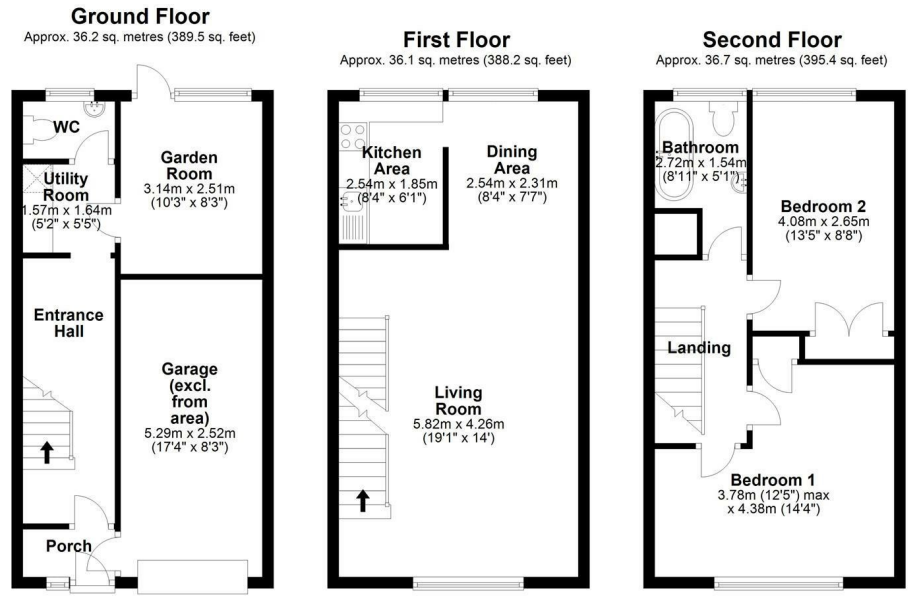 Ground Floor
Approx. 36.2 sq. metres (389.5 sq. feet)
WC
Utility
Room
1.57m x 1.64m
(5'2" x 5'5")
Garden
Room
3.14m x 2.51m
(10'3" x 8'3")
Entrance
Hall
Garage
(excl.
from
area)
5.29m x 2.52m
(17'4" x 8'3")
Porch
First Floor
Approx. 36.1 sq. metres (388.2 sq. feet)
Kitchen
Area
2.54m x 1.85m
(8'4" x 6'1")
Dining
Area
2.54m x 2.31m
(8'4" x 7'7")
Living
Room
5.82m x 4.26m
(19'1" x 14')
Second Floor
Approx. 36.7 sq. metres (395.4 sq. feet)
Bathroom
2.72m x 1.54m
(8'11" x 5'1")
Bedroom 2
4.08m x 2.65m
(13'5" x 8'8")
Landing
Bedroom 1
3.78m (12'5") max
x 4.38m (14'4")